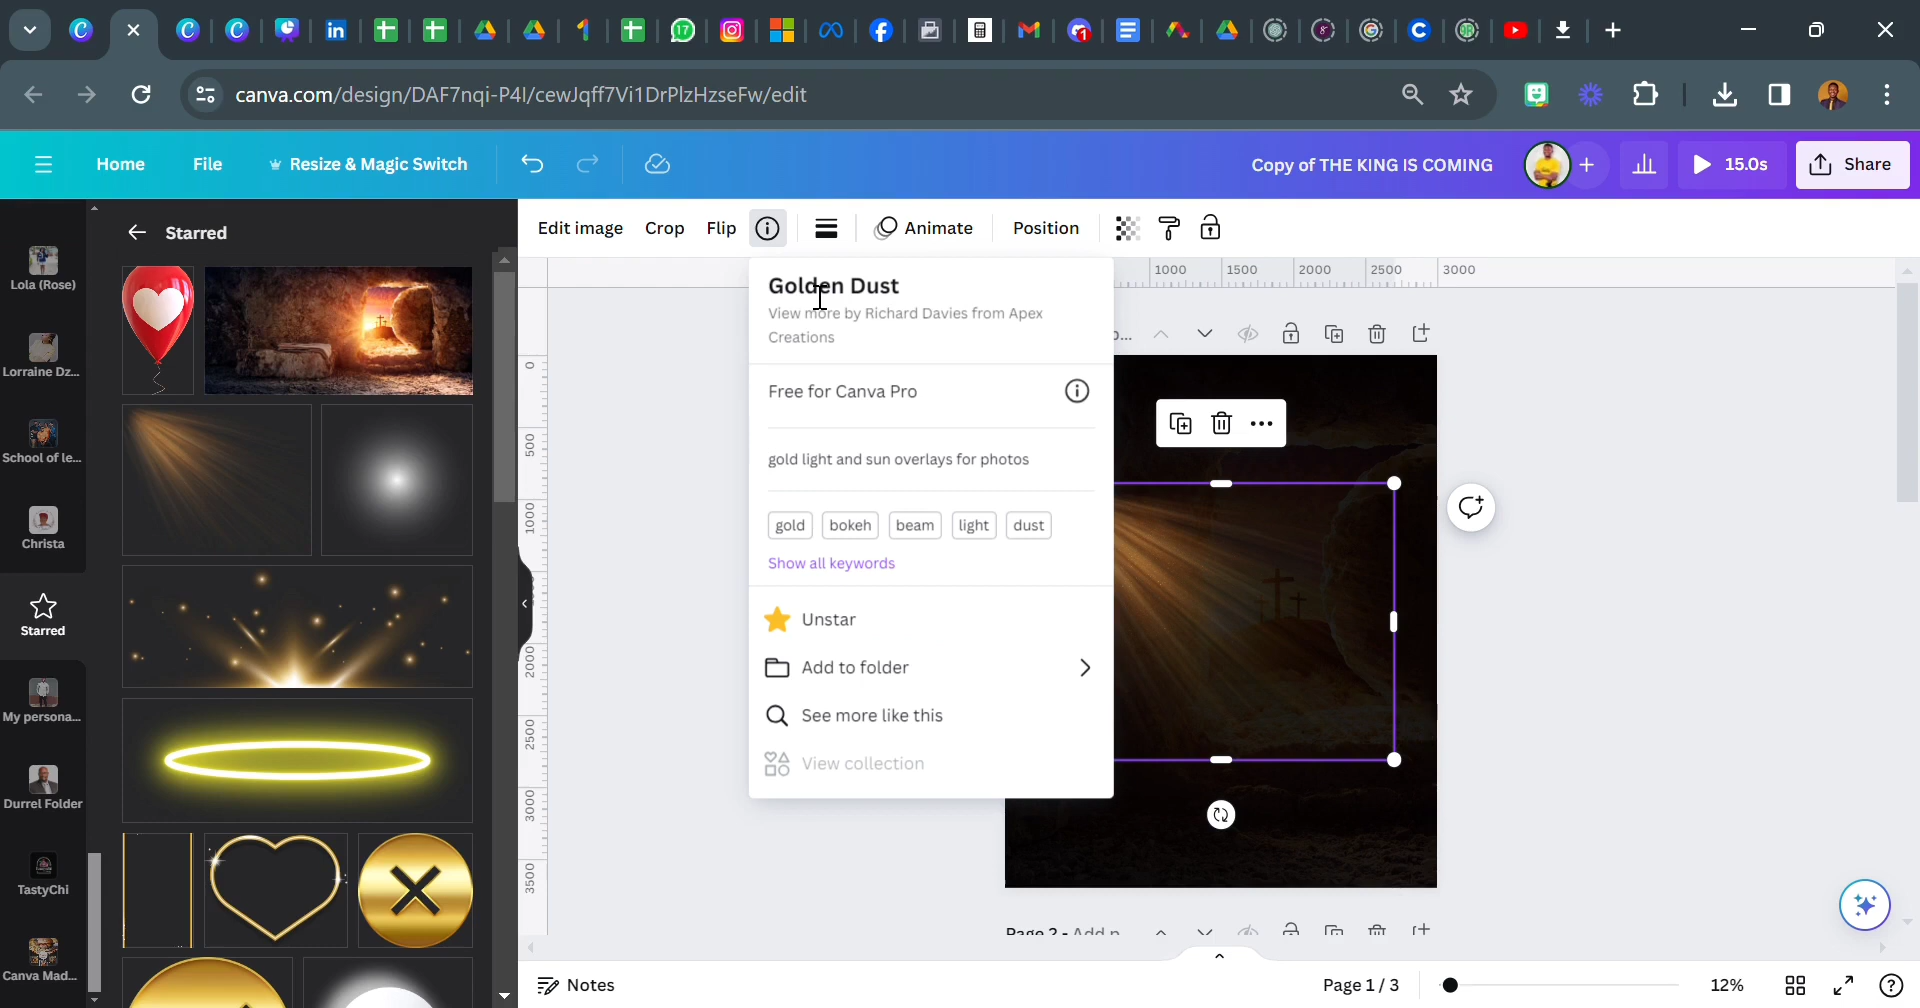 canva.com/design/DAF7nqi-P4I/cewJqff7Vi1DrPlzHzseFw/edit
Home
File
Resize & Magic Switch
Copy of THE KING IS COMING
15.0s
Share
Lola (Rose)
Lorraine Dz...
School of le...
Christa
Starred
My persona...
Durrel Folder
TastyChi
Canva Mad...
Starred
Edit image
Crop
Flip
Animate
Position
1000
1500
2000
2500
3000
0
500
1000
2000
2500
3000
3500
Golden Dust
View more by Richard Davies from Apex
Creations
Free for Canva Pro
gold light and sun overlays for photos
gold
bokeh
beam
light
dust
Show all keywords
Unstar
Add to folder
See more like this
View collection
Page 2 - Add p
Notes
Page 1 / 3
12%